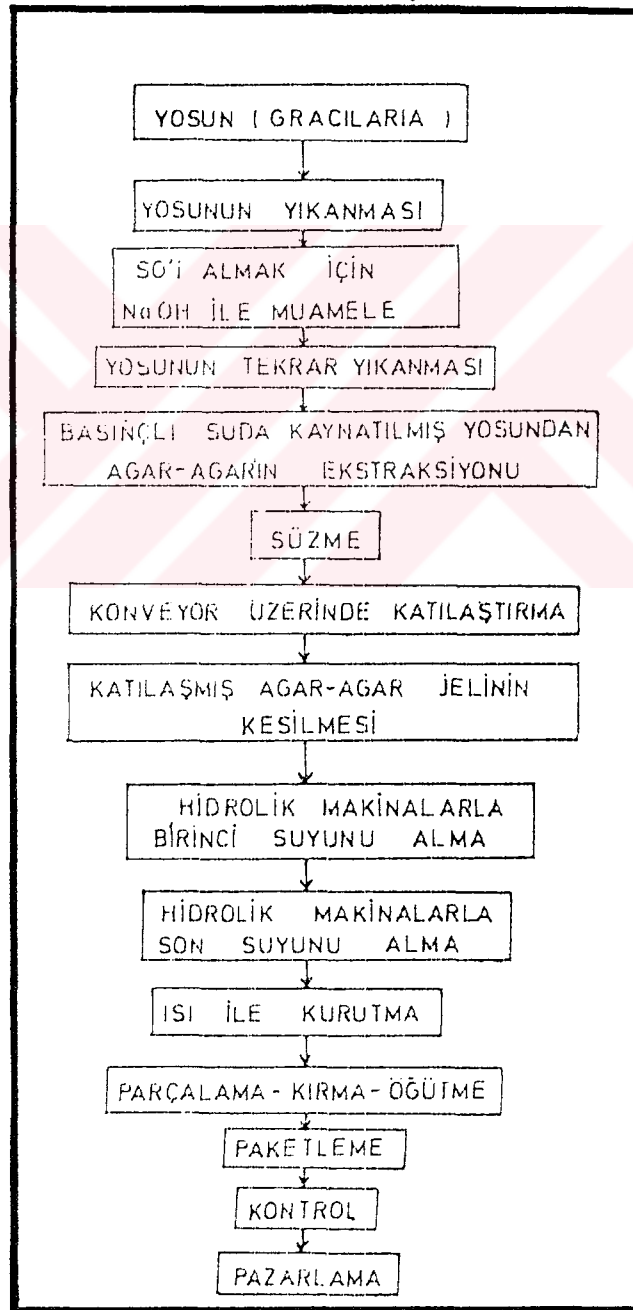 YOSUN ( GRACILARIA )
YOSUNUN YIKANMASI
SO'İ ALMAK İÇİN
NaOH İLE MUAMELE
YOSUNUN TEKRAR YIKANMASI
BASINÇLI SUDA KAYNATILMIŞ YOSUNDAN
AGAR-AGARIN EKSTRAKSİYONU
SÜZME
KONVEYÖR ÜZERİNDE KATILAŞTIRMA
KATILAŞMIŞ AGAR-AGAR JELİNİN
KESİLMESİ
HİDROLİK MAKİNALARLA
BİRİNCİ SUYUNU ALMA
HİDROLİK MAKİNALARLA
SON SUYUNU ALMA
ISI İLE KURUTMA
PARÇALAMA - KIRMA - ÖĞÜTME
PAKETLEME
KONTROL
PAZARLAMA